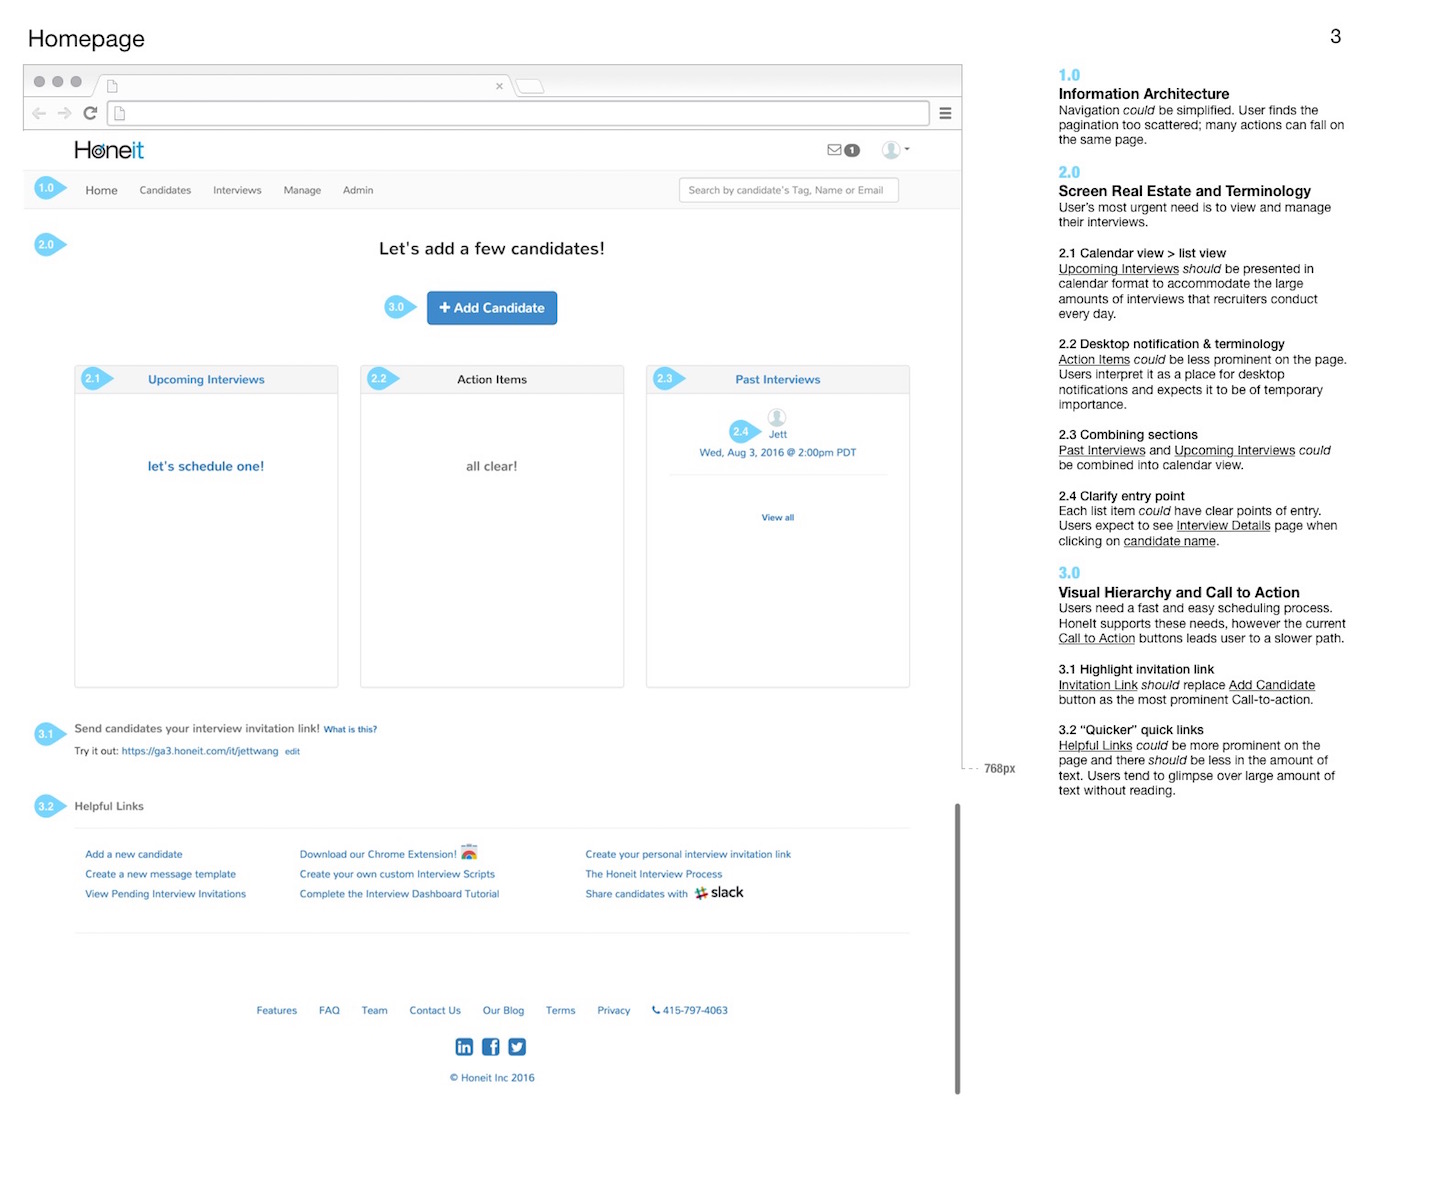 Homepage
3
Honeit
1
1.0
Home
Candidates
Interviews
Manage
Admin
Search by candidate's Tag, Name or Email
2.0
Let's add a few candidates!
3.0
+ Add Candidate
2.1
Upcoming Interviews
2.2
Action Items
2.3
Past Interviews
let's schedule one!
all clear!
2.4
Jett
Wed, Aug 3, 2016 @ 2:00pm PDT
View all
3.1
Send candidates your interview invitation link! What is this?
Try it out: https://ga3.honeit.com/it/jettwang edit
768px
3.2
Helpful Links
Add a new candidate
Create a new message template
View Pending Interview Invitations
Download our Chrome Extension!
Create your own custom Interview Scripts
Complete the Interview Dashboard Tutorial
Create your personal interview invitation link
The Honeit Interview Process
Share candidates with slack
Features
FAQ
Team
Contact Us
Our Blog
Terms
Privacy
415-797-4063
© Honeit Inc 2016
1.0
Information Architecture
Navigation could be simplified. User finds the
pagination too scattered; many actions can fall on
the same page.
2.0
Screen Real Estate and Terminology
User's most urgent need is to view and manage
their interviews.
2.1 Calendar view > list view
Upcoming Interviews should be presented in
calendar format to accommodate the large
amounts of interviews that recruiters conduct
every day.
2.2 Desktop notification & terminology
Action Items could be less prominent on the page.
Users interpret it as a place for desktop
notifications and expects it to be of temporary
importance.
2.3 Combining sections
Past Interviews and Upcoming Interviews could
be combined into calendar view.
2.4 Clarify entry point
Each list item could have clear points of entry.
Users expect to see Interview Details page when
clicking on candidate name.
3.0
Visual Hierarchy and Call to Action
Users need a fast and easy scheduling process.
HoneIt supports these needs, however the current
Call to Action buttons leads user to a slower path.
3.1 Highlight invitation link
Invitation Link should replace Add Candidate
button as the most prominent Call-to-action.
3.2 “Quicker” quick links
Helpful Links could be more prominent on the
page and there should be less in the amount of
text. Users tend to glimpse over large amount of
text without reading.